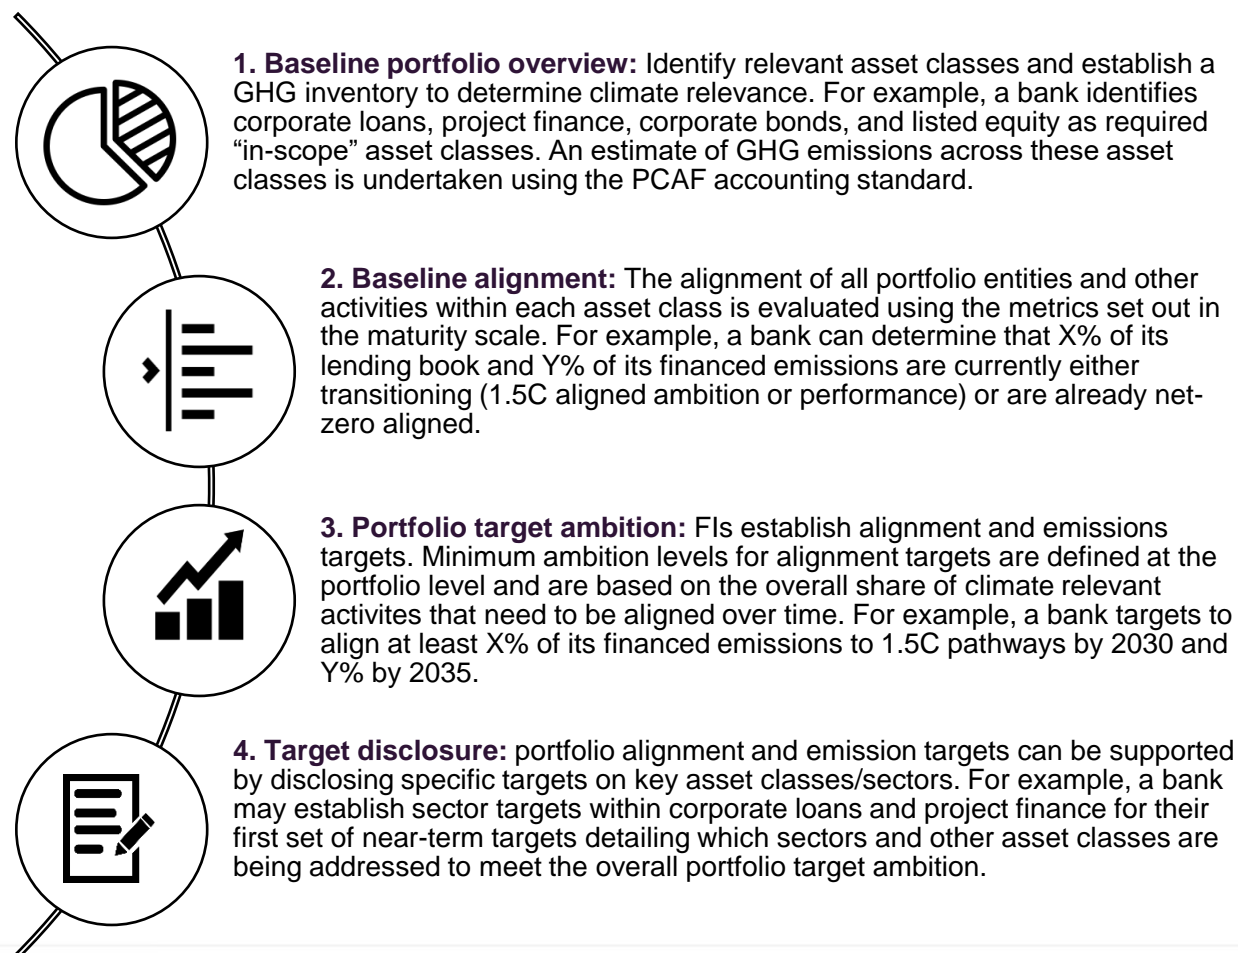 1. Baseline portfolio overview: Identify relevant asset classes and establish a
GHG inventory to determine climate relevance. For example, a bank identifies
corporate loans, project finance, corporate bonds, and listed equity as required
“in-scope” asset classes. An estimate of GHG emissions across these asset
classes is undertaken using the PCAF accounting standard.
2. Baseline alignment: The alignment of all portfolio entities and other
activities within each asset class is evaluated using the metrics set out in
the maturity scale. For example, a bank can determine that X% of its
lending book and Y% of its financed emissions are currently either
transitioning (1.5C aligned ambition or performance) or are already net-
zero aligned.
3. Portfolio target ambition: FIs establish alignment and emissions
targets. Minimum ambition levels for alignment targets are defined at the
portfolio level and are based on the overall share of climate relevant
activites that need to be aligned over time. For example, a bank targets to
align at least X% of its financed emissions to 1.5C pathways by 2030 and
Y% by 2035.
4. Target disclosure: portfolio alignment and emission targets can be supported
by disclosing specific targets on key asset classes/sectors. For example, a bank
may establish sector targets within corporate loans and project finance for their
first set of near-term targets detailing which sectors and other asset classes are
being addressed to meet the overall portfolio target ambition.